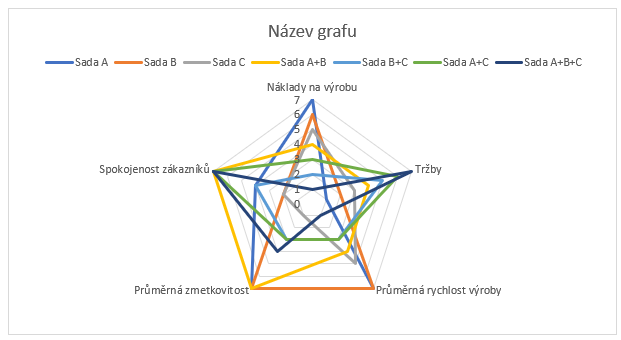 Název grafu
Sada A Sada B Sada C Sada A+B Sada B+C Sada A+C Sada A+B+C
Náklady na výrobu
7
6
5
4
3
2
1
0
Spokojenost zákazníků
Tržby
Průměrná zmetkovitost
Průměrná rychlost výroby